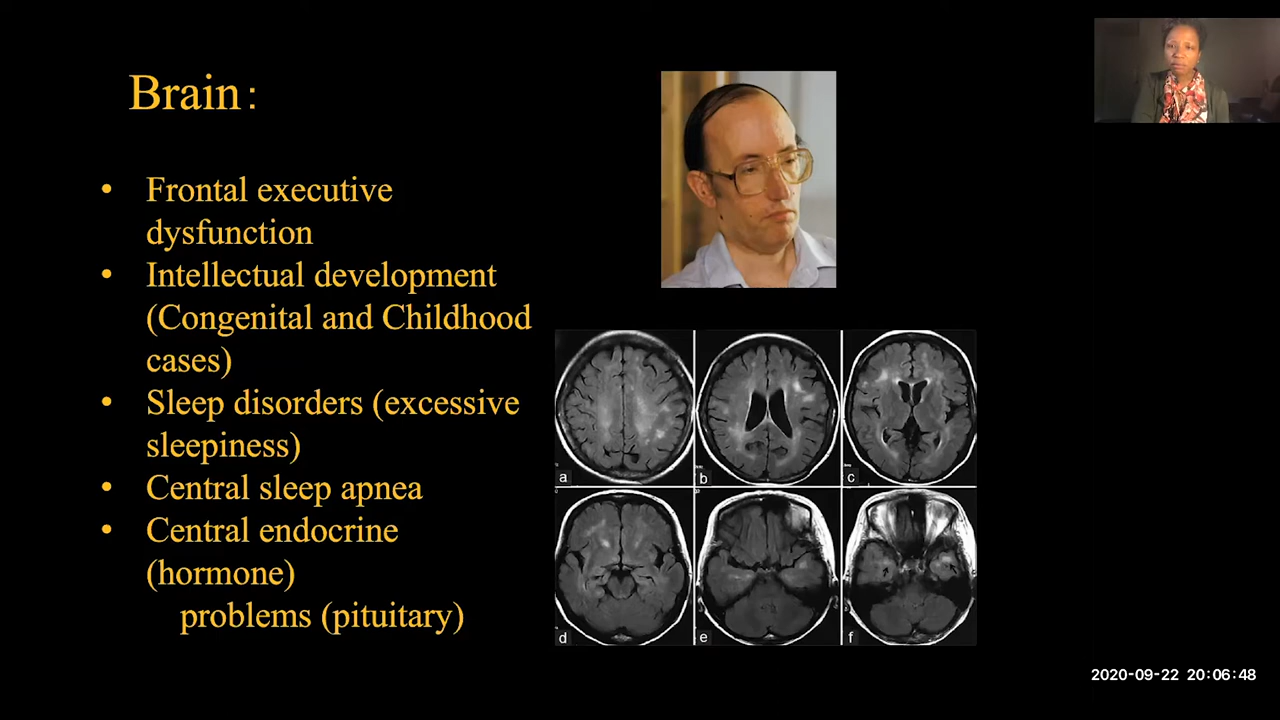 Brain:
• Frontal executive
dysfunction
• Intellectual development
(Congenital and Childhood
cases)
• Sleep disorders (excessive
sleepiness)
• Central sleep apnea
• Central endocrine
(hormone)
problems (pituitary)
a
b
c
d
e
f
2020-09-22 20:06:48